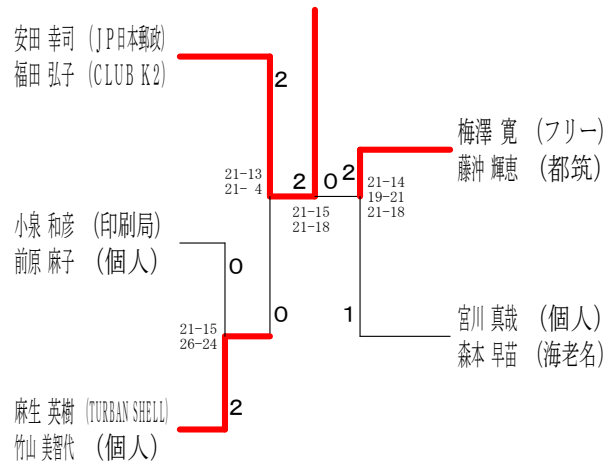 安田 幸司 (JP日本郵政)
福田 弘子 (CLUB K2)
2
梅澤 寛 (フリー)
藤沖 輝恵 (都筑)
21-13
21- 4
2
0
2
21-14
19-21
21-18
21-15
21-18
小泉 和彦 (印刷局)
前原 麻子 (個人)
0
0
1
宮川 真哉 (個人)
森本 早苗 (海老名)
21-15
26-24
麻生 英樹 (TURBAN SHELL)
竹山 美智代 (個人)
2